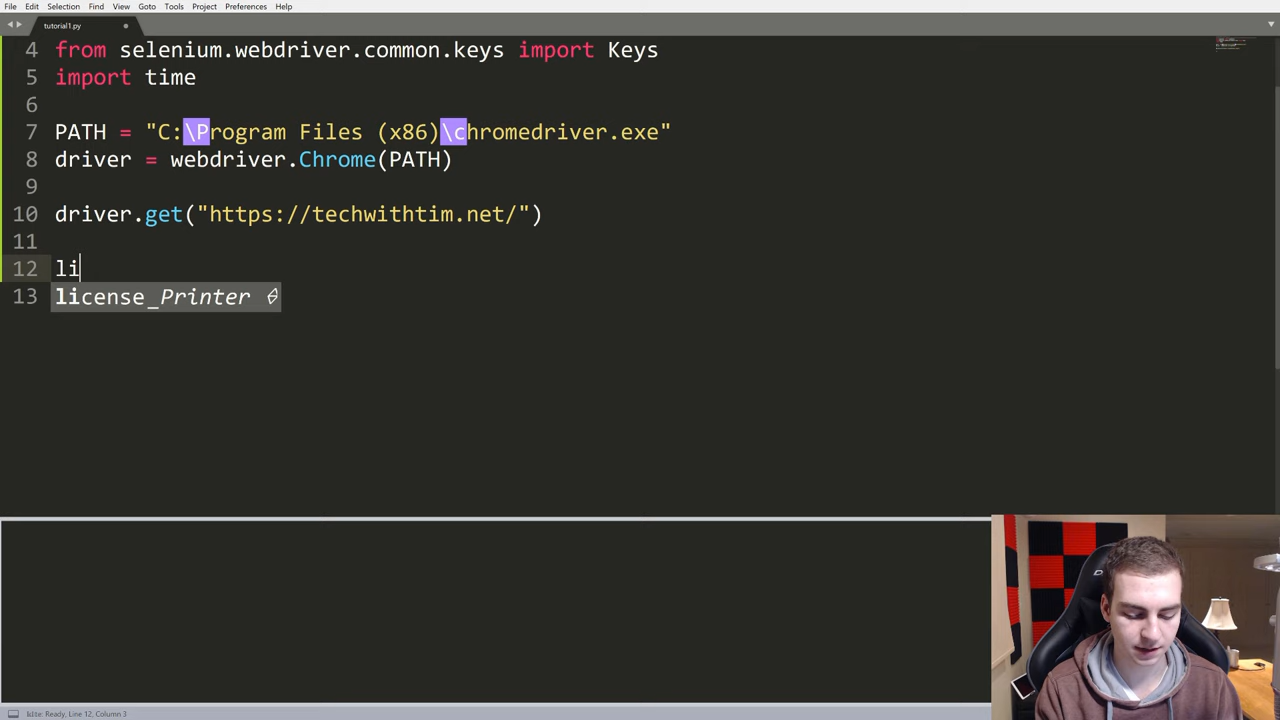 File Edit Selection Find View Goto Tools Project Preferences Help
tutorial1.py
4 from selenium.webdriver.common.keys import Keys
5 import time
6
7 PATH = "C:\Program Files (x86)\chromedriver.exe"
8 driver = webdriver.Chrome(PATH)
9
10 driver.get("https://techwithtim.net/")
11
12 li
13 license_Printer
Ready, Line 12, Column 3